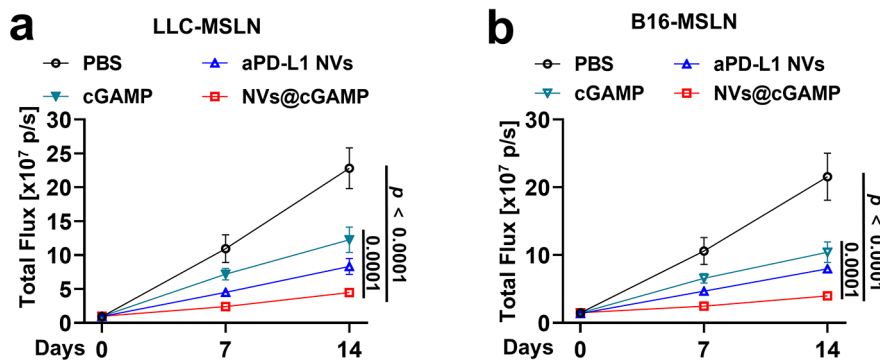 a
LLC-MSLN
PBS
aPD-L1 NVs
cGAMP
NVs@cGAMP
Total Flux [x10⁷ p/s]
30
25
20
15
10
5
0
Days
0
7
14
0.0001
p < 0.0001
b
B16-MSLN
PBS
aPD-L1 NVs
cGAMP
NVs@cGAMP
Total Flux [x10⁷ p/s]
30
20
10
0
Days
0
7
14
0.0001
p < 0.0001